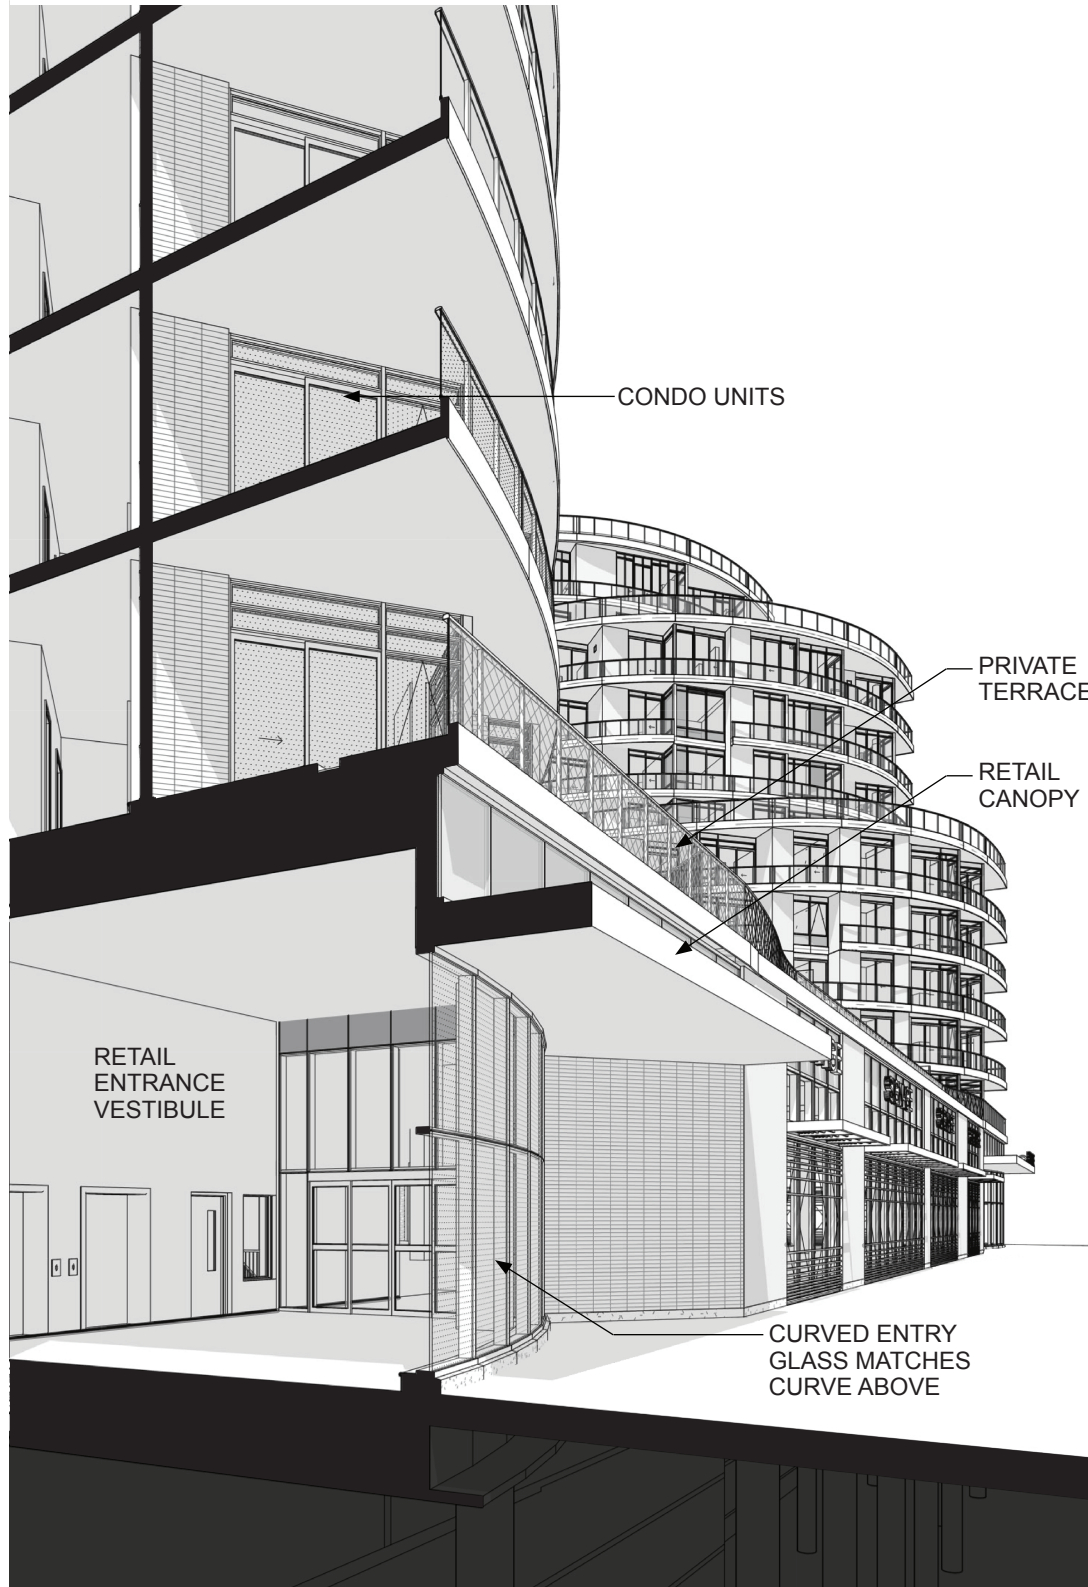 CONDO UNITS
PRIVATE
TERRACE
RETAIL
CANOPY
RETAIL
ENTRANCE
VESTIBULE
CURVED ENTRY
GLASS MATCHES
CURVE ABOVE